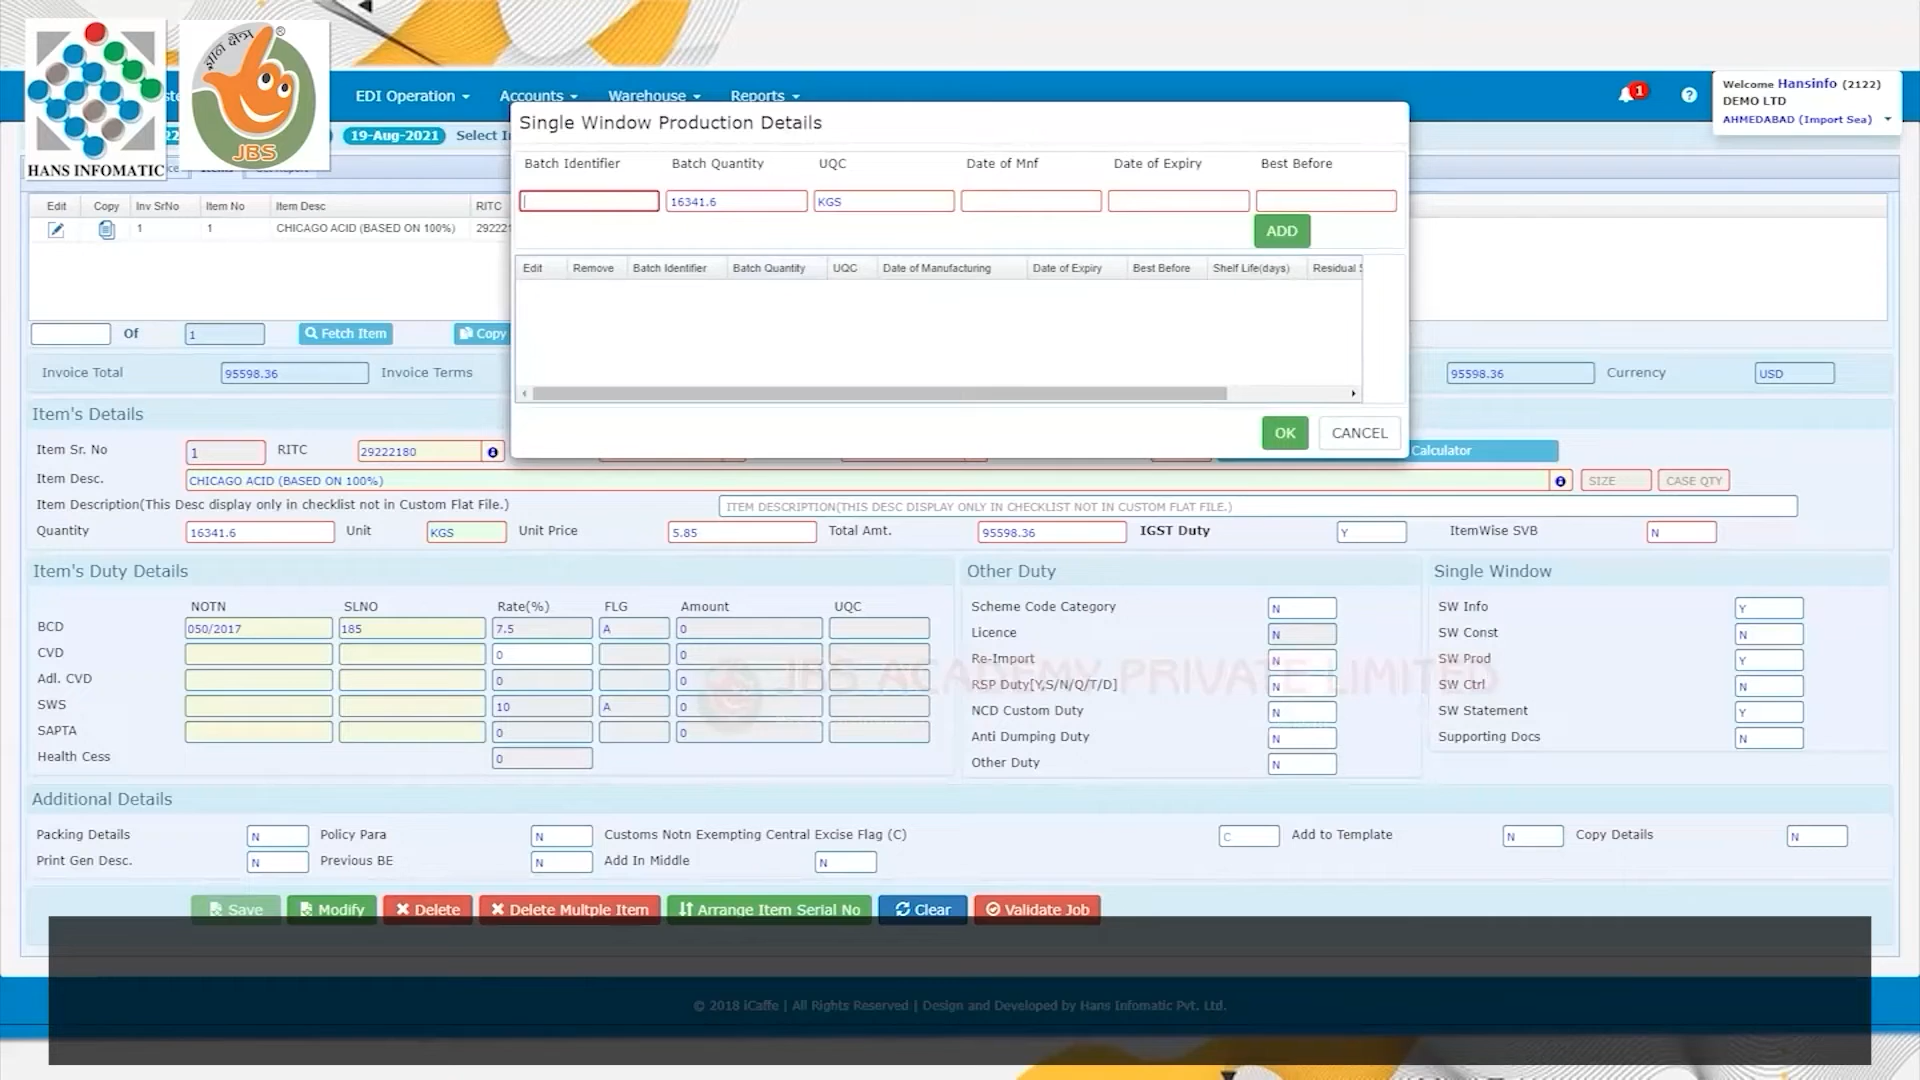 ज्ञान क्षेत्र
®
JBS
HANS INFOMATIC
EDI Operation
Accounts
Warehouse
Reports
1
Welcome Hansinfo (2122)
DEMO LTD
AHMEDABAD (Import Sea)
19-Aug-2021
Single Window Production Details
Batch Identifier Batch Quantity UQC Date of Mnf Date of Expiry Best Before
16341.6 KGS
ADD
Edit Remove Batch Identifier Batch Quantity UQC Date of Manufacturing Date of Expiry Best Before Shelf Life(days) Residual
OK CANCEL
Edit Copy Inv SrNo Item No Item Desc RITC
1 1 CHICAGO ACID (BASED ON 100%)
Of 1 Fetch Item Copy
Invoice Total 95598.36 Invoice Terms 95598.36 Currency USD
Item's Details
Item Sr. No 1 RITC 29222180 Calculator
Item Desc. CHICAGO ACID (BASED ON 100%) SIZE CASE QTY
Item Description(This Desc display only in checklist not in Custom Flat File.) ITEM DESCRIPTION(THIS DESC DISPLAY ONLY IN CHECKLIST NOT IN CUSTOM FLAT FILE.)
Quantity 16341.6 Unit KGS Unit Price 5.85 Total Amt. 95598.36 IGST Duty Y ItemWise SVB N
Item's Duty Details
NOTN SLNO Rate(%) FLG Amount UQC
BCD 050/2017 185 7.5 A 0
CVD 0 0
Adl. CVD 0 0
SWS 10 A 0
SAPTA 0 0
Health Cess 0
Other Duty
Scheme Code Category N
Licence N
Re-Import N
RSP Duty[Y,S/N/Q/T/D] N
NCD Custom Duty N
Anti Dumping Duty N
Other Duty N
Single Window
SW Info Y
SW Const N
SW Prod Y
SW Ctrl N
SW Statement Y
Supporting Docs N
JBS ACADEMY PRIVATE LIMITED
Additional Details
Packing Details N Policy Para N Customs Notn Exempting Central Excise Flag (C) C Add to Template N Copy Details N
Print Gen Desc. N Previous BE N Add In Middle N
Save Modify Delete Delete Multple Item Arrange Item Serial No Clear Validate Job
© 2018 iCaffe | All Rights Reserved | Design and Developed by Hans Infomatic Pvt. Ltd.